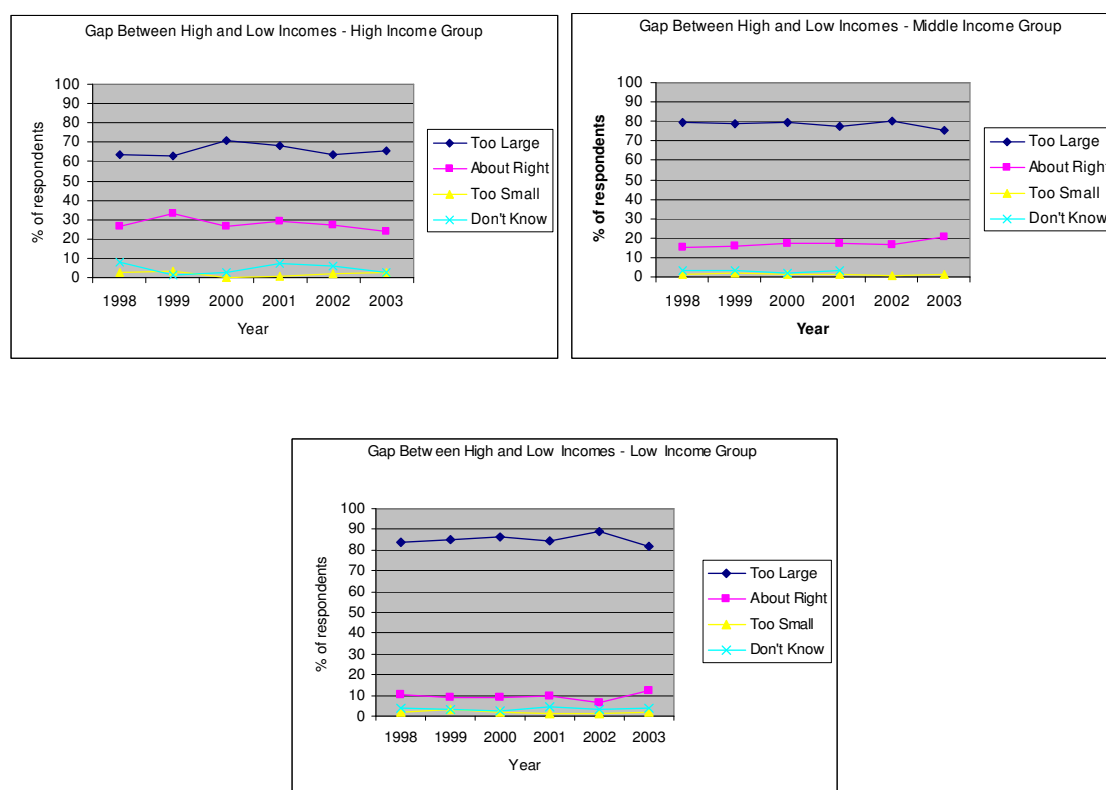 Gap Between High and Low Incomes - High Income Group
% of respondents
100
90
80
70
60
50
40
30
20
10
0
1998 1999 2000 2001 2002 2003
Year
Too Large
About Right
Too Small
Don't Know
Gap Between High and Low Incomes - Middle Income Group
% of respondents
100
90
80
70
60
50
40
30
20
10
0
1998 1999 2000 2001 2002 2003
Year
Too Large
About Right
Too Small
Don't Know
Gap Between High and Low Incomes - Low Income Group
% of respondents
100
90
80
70
60
50
40
30
20
10
0
1998 1999 2000 2001 2002 2003
Year
Too Large
About Right
Too Small
Don't Know